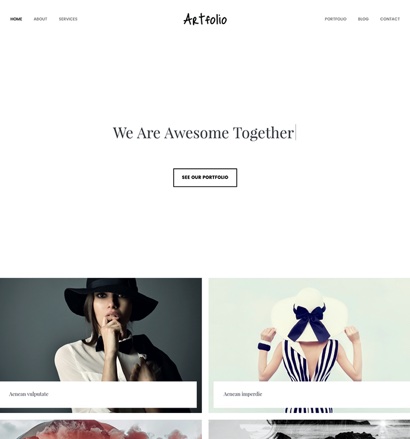 HOME ABOUT SERVICES Artfolio PORTFOLIO BLOG CONTACT
We Are Awesome Together
SEE OUR PORTFOLIO
Aenean vulputate Aenean imperdie